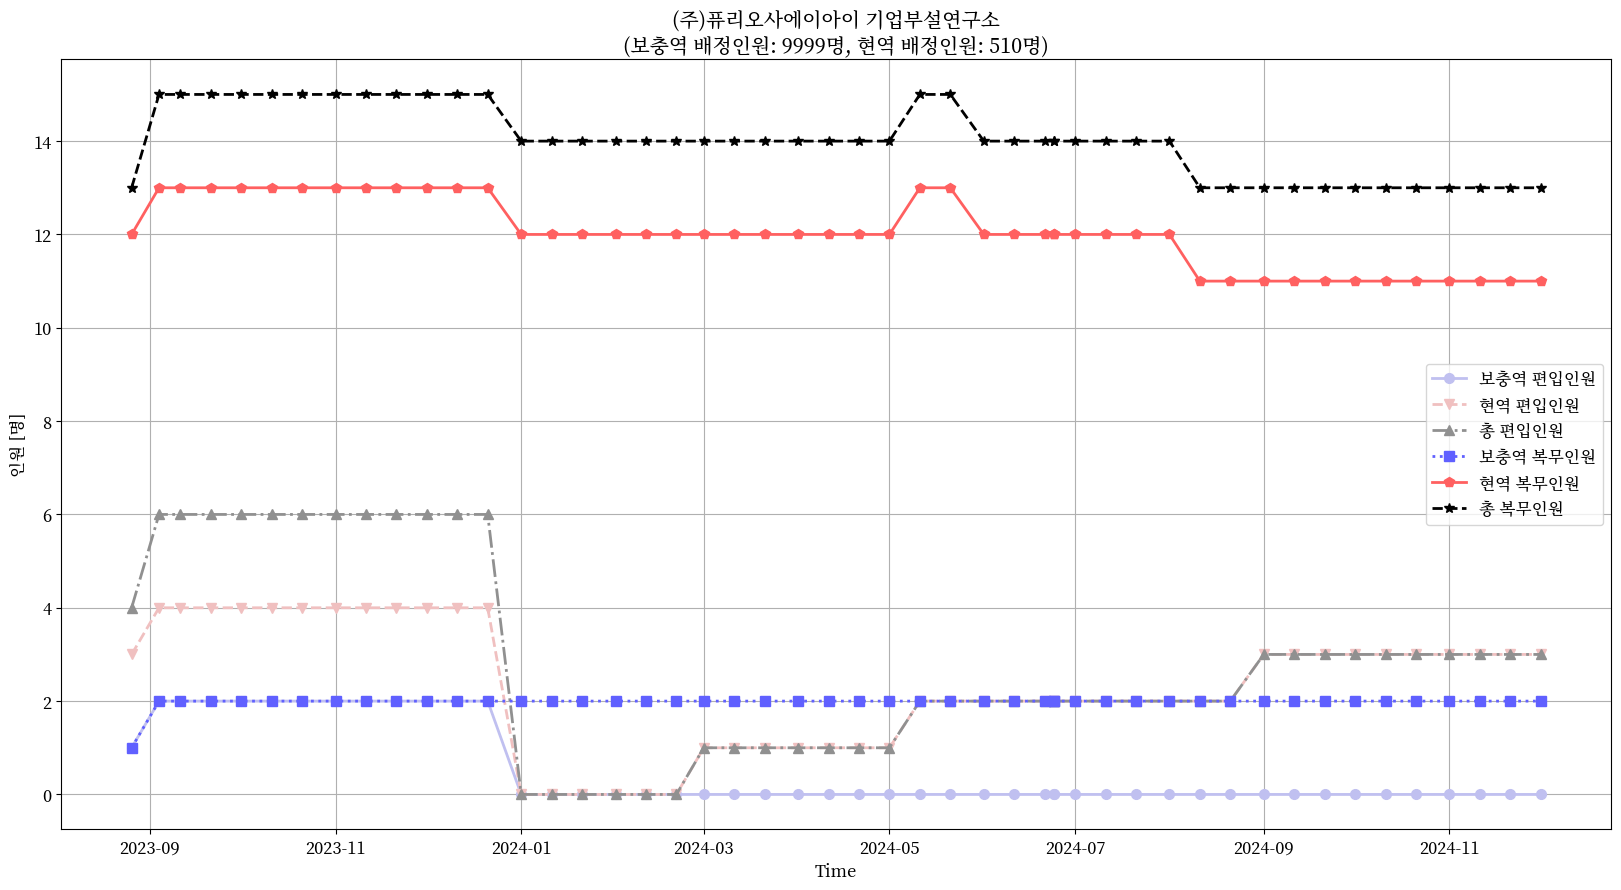 (주)퓨리오사에이아이 기업부설연구소
(보충역 배정인원: 9999명, 현역 배정인원: 510명)
인원 [명]
14
12
10
8
6
4
2
0
보충역 편입인원
현역 편입인원
총 편입인원
보충역 복무인원
현역 복무인원
총 복무인원
2023-09
2023-11
2024-01
2024-03
2024-05
2024-07
2024-09
2024-11
Time